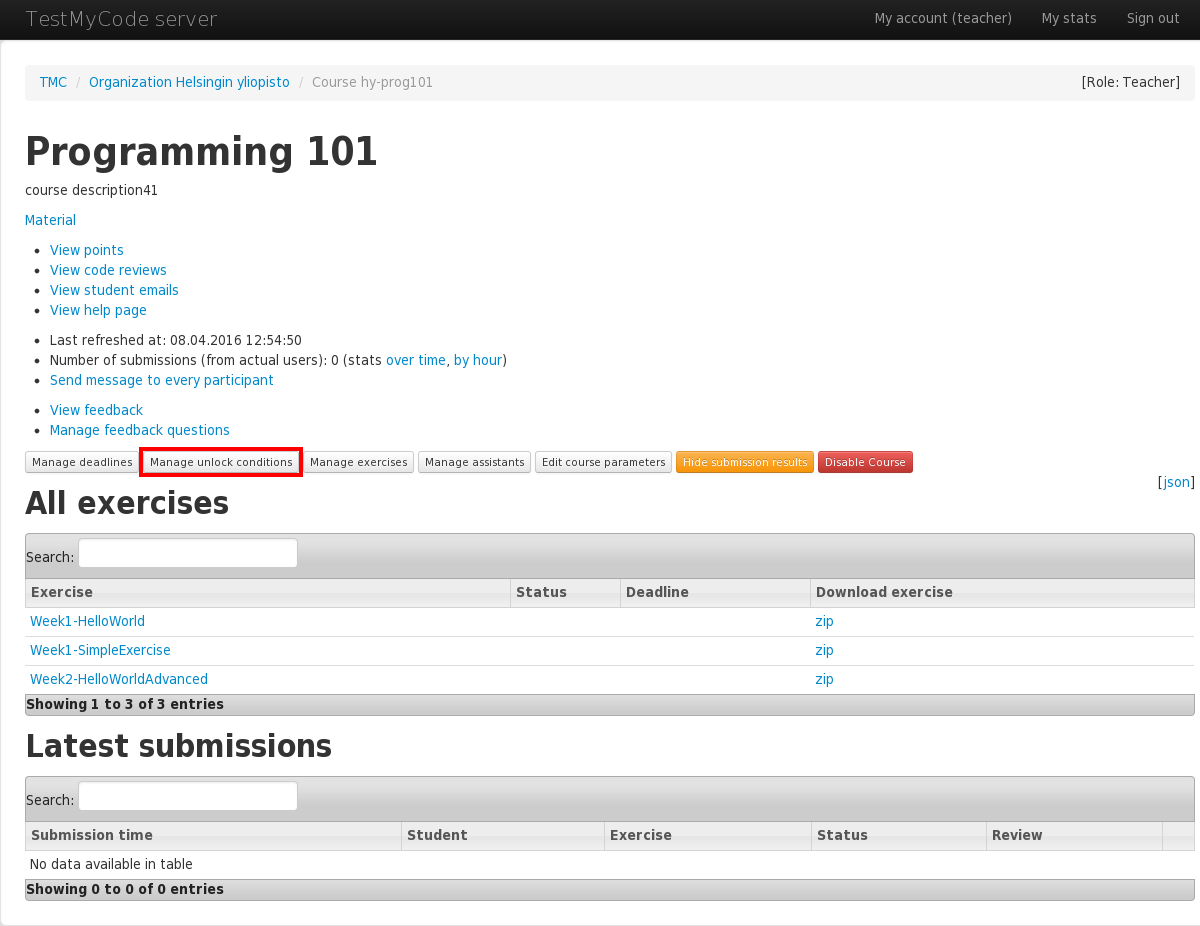 TestMyCode server My account (teacher) My stats Sign out
TMC / Organization Helsingin yliopisto / Course hy-prog101 [Role: Teacher]
Programming 101
course description41
Material
View points
View code reviews
View student emails
View help page
Last refreshed at: 08.04.2016 12:54:50
Number of submissions (from actual users): 0 (stats over time, by hour)
Send message to every participant
View feedback
Manage feedback questions
Manage deadlines Manage unlock conditions Manage exercises Manage assistants Edit course parameters Hide submission results Disable Course
[json]
All exercises
Search:
Exercise Status Deadline Download exercise
Week1-HelloWorld zip
Week1-SimpleExercise zip
Week2-HelloWorldAdvanced zip
Showing 1 to 3 of 3 entries
Latest submissions
Search:
Submission time Student Exercise Status Review
No data available in table
Showing 0 to 0 of 0 entries